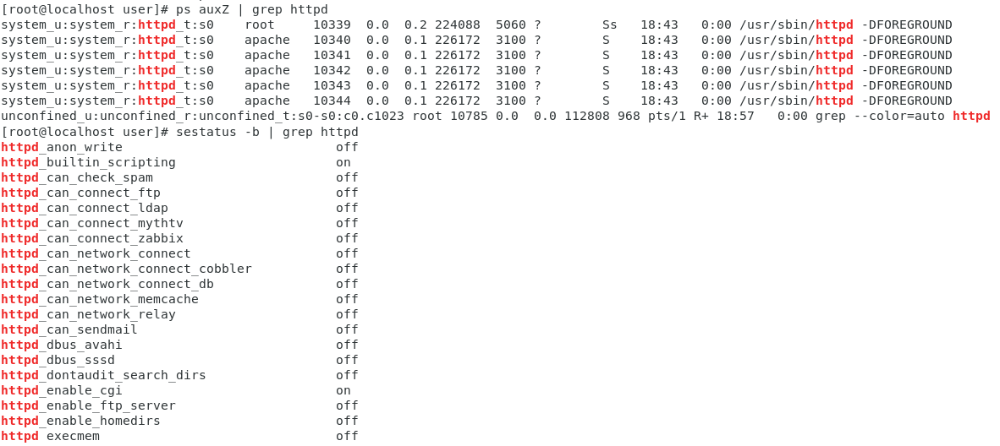 [root@localhost user]# ps auxZ | grep httpd
system_u:system_r:httpd_t:s0    root     10339  0.0  0.2 224088  5060 ?        Ss   18:43   0:00 /usr/sbin/httpd -DFOREGROUND
system_u:system_r:httpd_t:s0    apache   10340  0.0  0.1 226172  3100 ?        S    18:43   0:00 /usr/sbin/httpd -DFOREGROUND
system_u:system_r:httpd_t:s0    apache   10341  0.0  0.1 226172  3100 ?        S    18:43   0:00 /usr/sbin/httpd -DFOREGROUND
system_u:system_r:httpd_t:s0    apache   10342  0.0  0.1 226172  3100 ?        S    18:43   0:00 /usr/sbin/httpd -DFOREGROUND
system_u:system_r:httpd_t:s0    apache   10343  0.0  0.1 226172  3100 ?        S    18:43   0:00 /usr/sbin/httpd -DFOREGROUND
system_u:system_r:httpd_t:s0    apache   10344  0.0  0.1 226172  3100 ?        S    18:43   0:00 /usr/sbin/httpd -DFOREGROUND
unconfined_u:unconfined_r:unconfined_t:s0-s0:c0.c1023 root 10785 0.0  0.0 112808 968 pts/1 R+ 18:57   0:00 grep --color=auto httpd
[root@localhost user]# sestatus -b | grep httpd
httpd_anon_write                            off
httpd_builtin_scripting                     on
httpd_can_check_spam                        off
httpd_can_connect_ftp                       off
httpd_can_connect_ldap                      off
httpd_can_connect_mythtv                    off
httpd_can_connect_zabbix                    off
httpd_can_network_connect                   off
httpd_can_network_connect_cobbler           off
httpd_can_network_connect_db                off
httpd_can_network_memcache                  off
httpd_can_network_relay                     off
httpd_can_sendmail                          off
httpd_dbus_avahi                            off
httpd_dbus_sssd                             off
httpd_dontaudit_search_dirs                 off
httpd_enable_cgi                            on
httpd_enable_ftp_server                     off
httpd_enable_homedirs                       off
httpd_execmem                               off